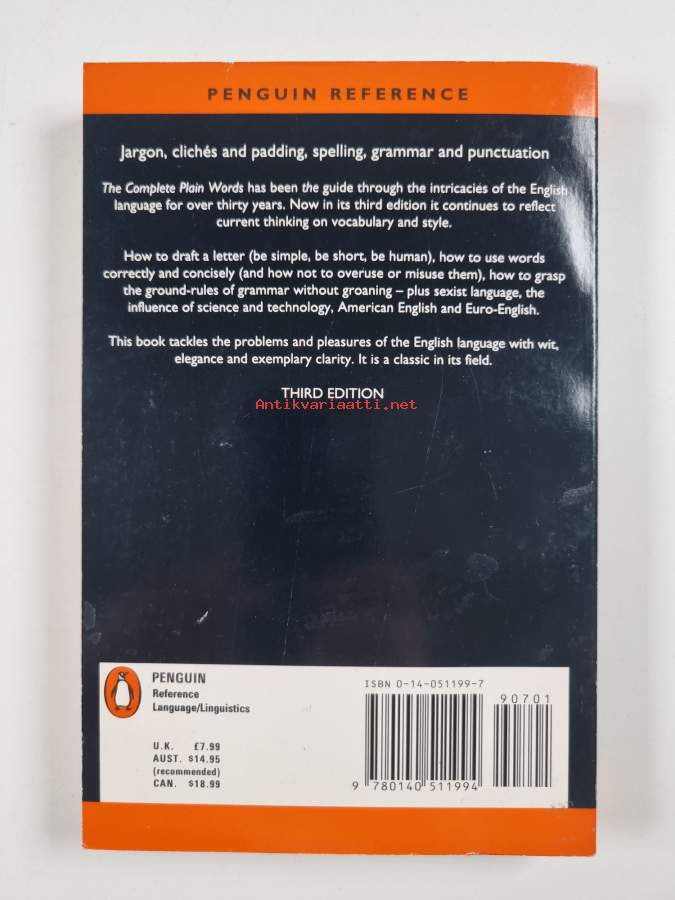 PENGUIN REFERENCE
Jargon, clichés and padding, spelling, grammar and punctuation
The Complete Plain Words has been the guide through the intricacies of the English
language for over thirty years. Now in its third edition it continues to reflect
current thinking on vocabulary and style.
How to draft a letter (be simple, be short, be human), how to use words
correctly and concisely (and how not to overuse or misuse them), how to grasp
the ground-rules of grammar without groaning – plus sexist language, the
influence of science and technology, American English and Euro-English.
This book tackles the problems and pleasures of the English language with wit,
elegance and exemplary clarity. It is a classic in its field.
THIRD EDITION
Antikvariaatti.net
PENGUIN
Reference
Language/Linguistics
U.K. £7.99
AUST. $14.95
(recommended)
CAN. $18.99
ISBN 0-14-051199-7
90701
9 780140 511994